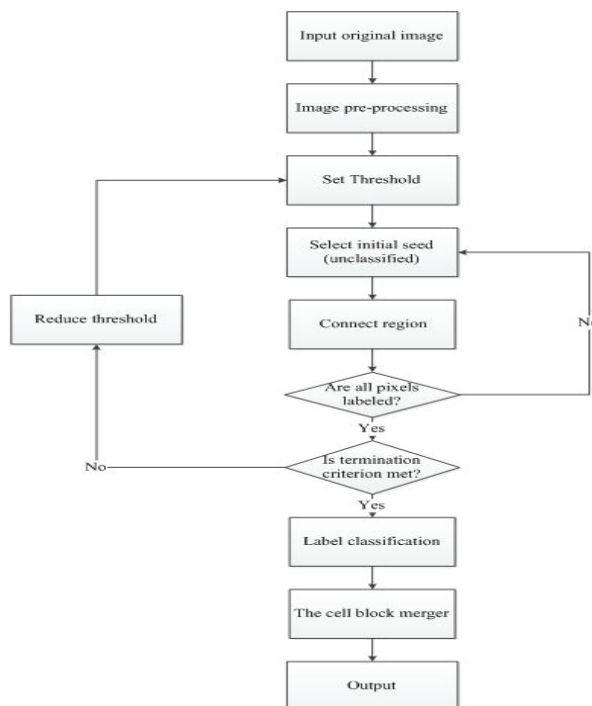 Input original image
Image pre-processing
Set Threshold
Select initial seed
(unclassified)
Reduce threshold
Connect region
Are all pixels
labeled?
Yes
No
Is termination
criterion met?
Yes
Label classification
The cell block merger
Output